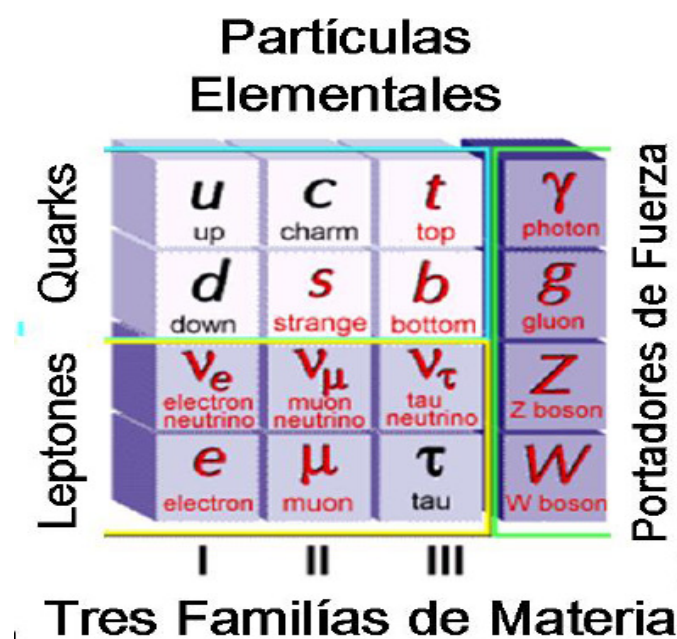 Partículas
Elementales
Quarks
u
up
c
charm
t
top
γ
photon
d
down
s
strange
b
bottom
g
gluon
Leptones
νe
electron
neutrino
νμ
muon
neutrino
ντ
tau
neutrino
Z
Z boson
e
electron
μ
muon
τ
tau
W
W boson
Portadores de Fuerza
I
II
III
Tres Familías de Materia